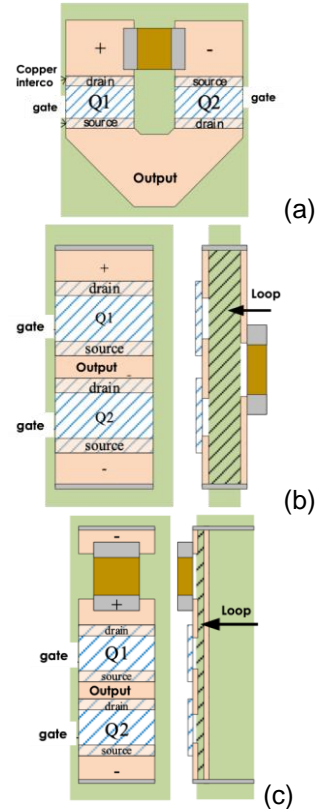 + -
Copper
interco
drain source
gate Q1 Q2 gate
source drain
Output
(a)
+
drain
Loop
gate Q1
source
Output
-
drain
gate Q2
source
-
(b)
-
+
Loop
drain
gate Q1
source
Output
drain
gate Q2
source
-
(c)